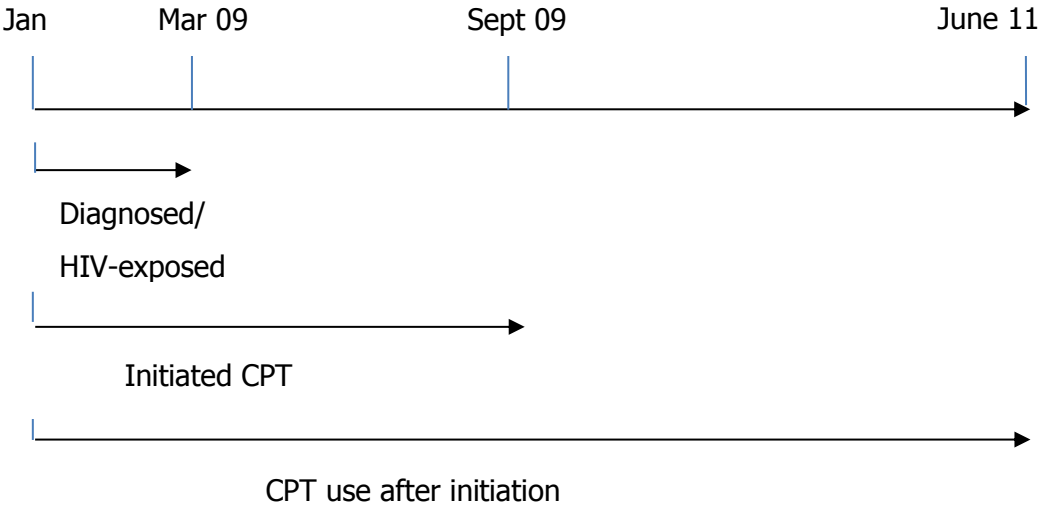 Jan Mar 09 Sept 09 June 11
Diagnosed/
HIV-exposed
Initiated CPT
CPT use after initiation